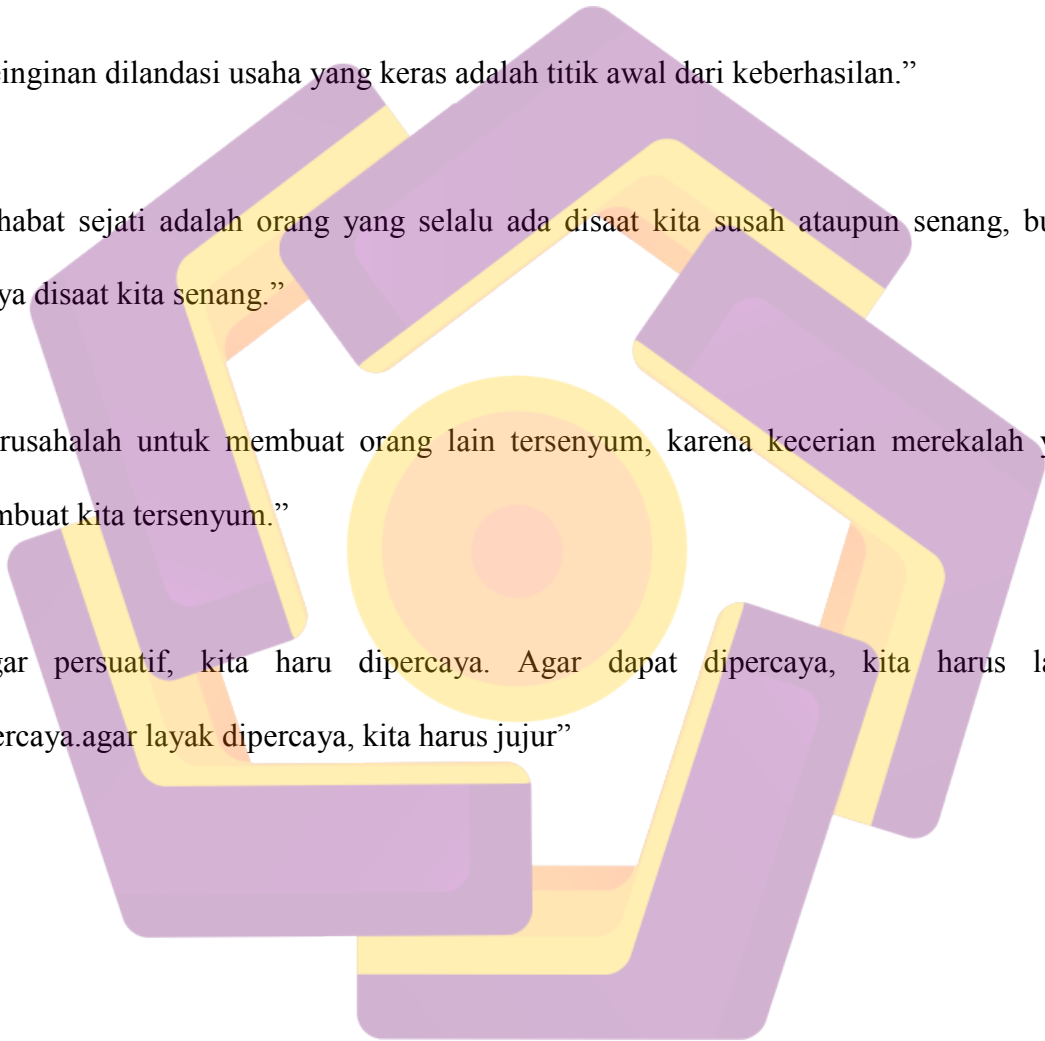 einginan dilandasi usaha yang keras adalah titik awal dari keberhasilan.”
habat sejati adalah orang yang selalu ada disaat kita susah ataupun senang, bu
ya disaat kita senang.”
rusahalah untuk membuat orang lain tersenyum, karena kecerian merekalah y
mbuat kita tersenyum.”
gar persuatif, kita haru dipercaya. Agar dapat dipercaya, kita harus la
ercaya.agar layak dipercaya, kita harus jujur”